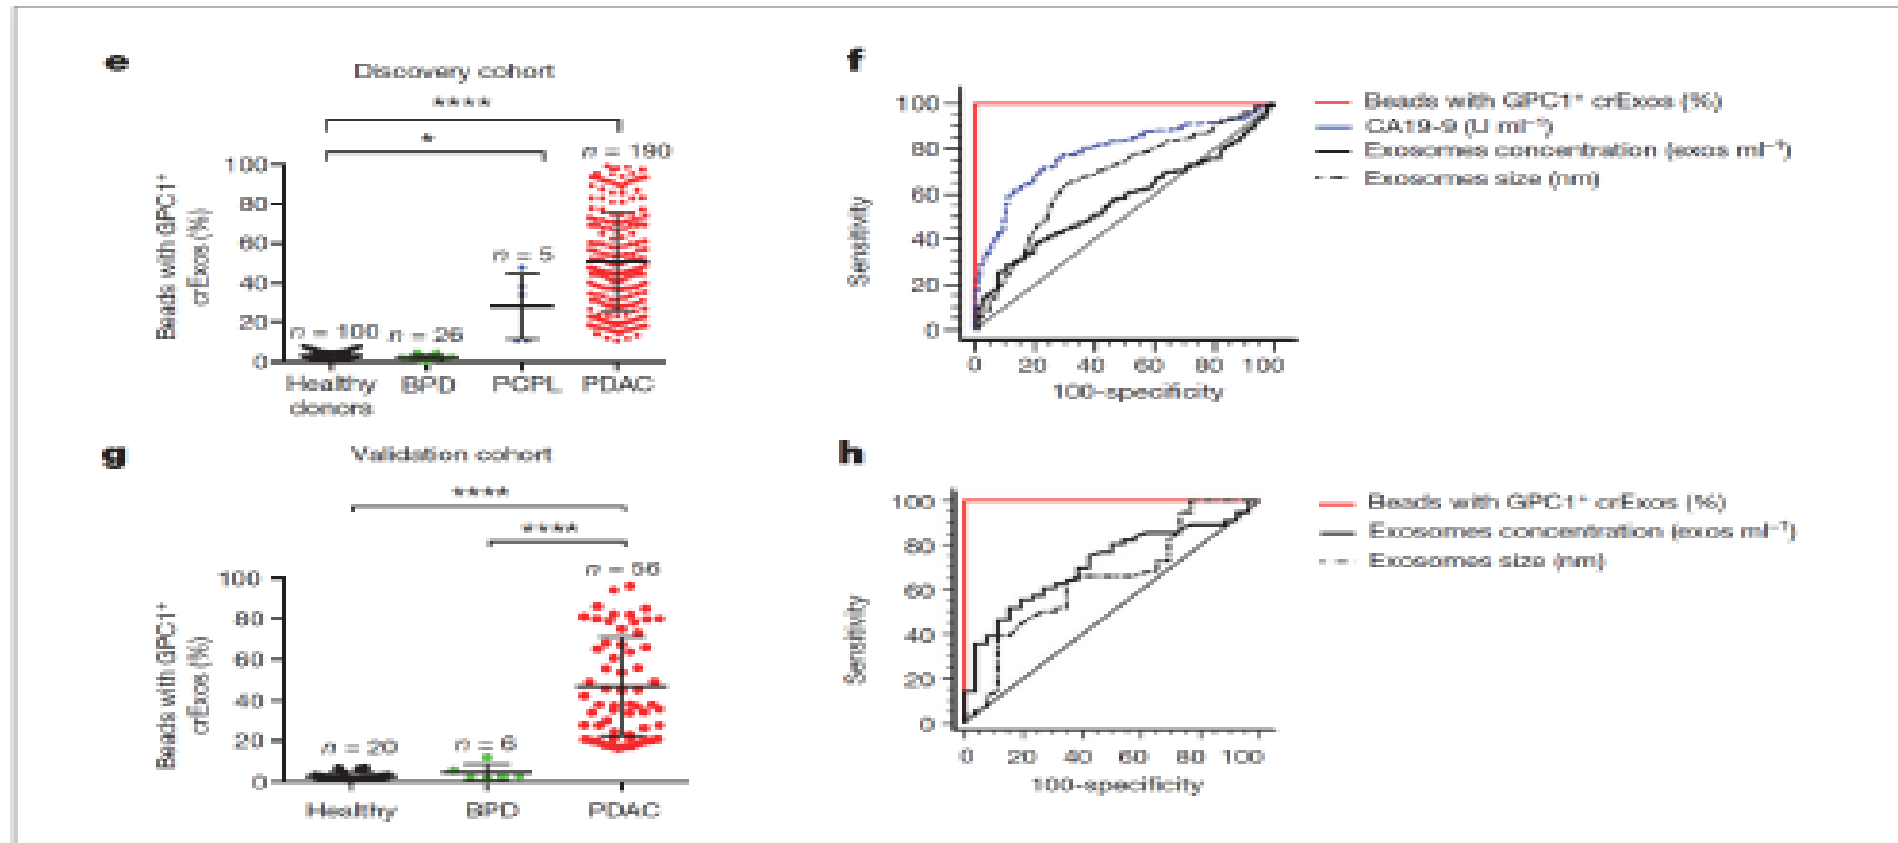 e
Discovery cohort
****
*
n = 190
n = 5
n = 100
n = 26
Beads with GPC1+
crExos (%)
100
80
60
40
20
0
Healthy
donors
BPD
PCPL
PDAC
f
Sensitivity
100
80
60
40
20
0
0 20 40 60 80 100
100-specificity
Beads with GPC1+ crExos (%)
CA19-9 (U ml⁻¹)
Exosomes concentration (exos ml⁻¹)
Exosomes size (nm)
g
Validation cohort
****
****
n = 56
n = 20
n = 6
Beads with GPC1+
crExos (%)
100
80
60
40
20
0
Healthy
BPD
PDAC
h
Sensitivity
100
80
60
40
20
0
0 20 40 60 80 100
100-specificity
Beads with GPC1+ crExos (%)
Exosomes concentration (exos ml⁻¹)
Exosomes size (nm)